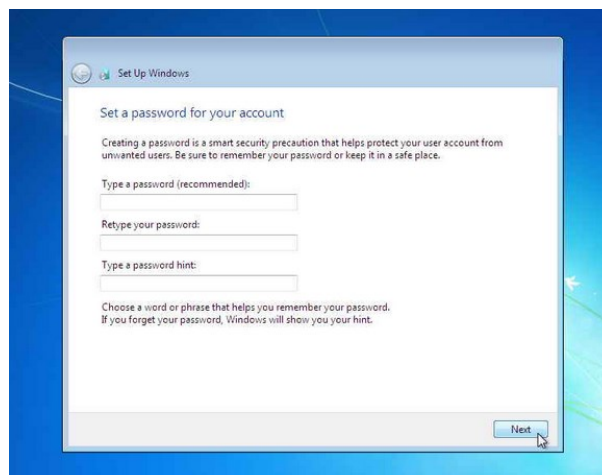 Set Up Windows
Set a password for your account
Creating a password is a smart security precaution that helps protect your user account from
unwanted users. Be sure to remember your password or keep it in a safe place.
Type a password (recommended):
Retype your password:
Type a password hint:
Choose a word or phrase that helps you remember your password.
If you forget your password, Windows will show you your hint.
Next